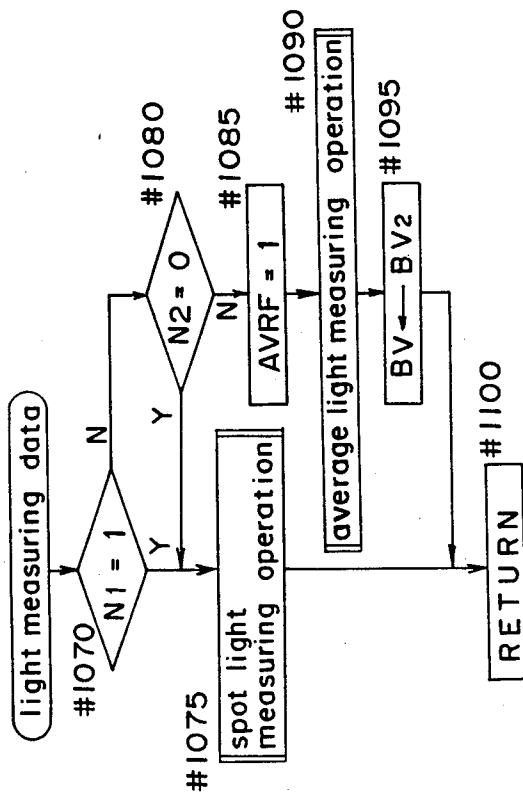 light measuring data
#1070
N1 = 1
N
Y
#1080
N2 = 0
Y
N
#1075
spot light
measuring operation
#1085
AVRF = 1
#1090
average light measuring operation
#1095
BV ← BV2
#1100
RETURN